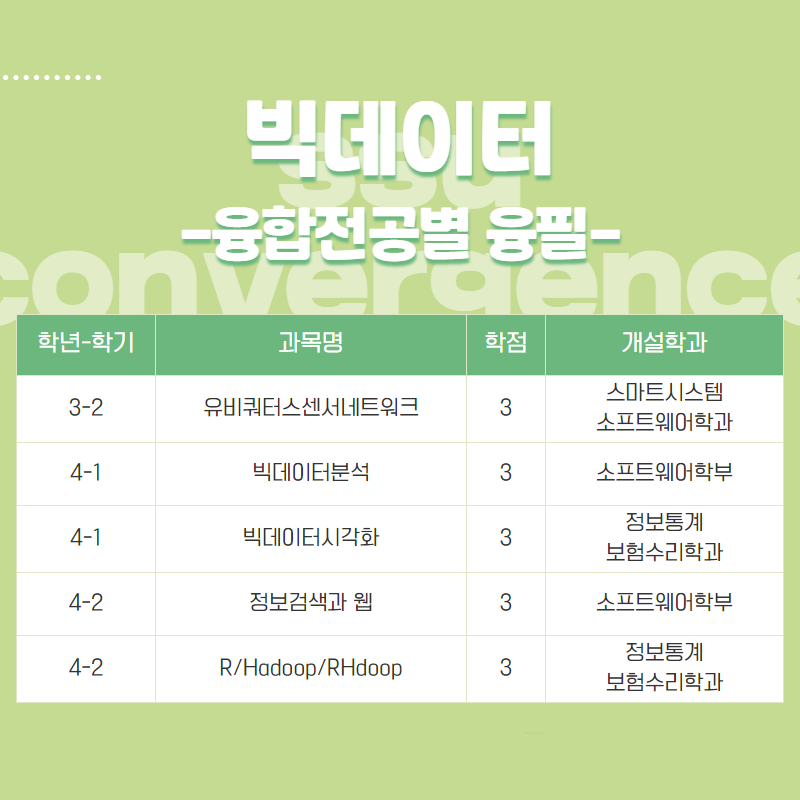 빅데이터
ssu
-융합전공별 융필-
convergence
학년-학기 과목명 학점 개설학과
3-2 유비쿼터스센서네트워크 3 스마트시스템
소프트웨어학과
4-1 빅데이터분석 3 소프트웨어학부
4-1 빅데이터시각화 3 정보통계
보험수리학과
4-2 정보검색과 웹 3 소프트웨어학부
4-2 R/Hadoop/RHdoop 3 정보통계
보험수리학과